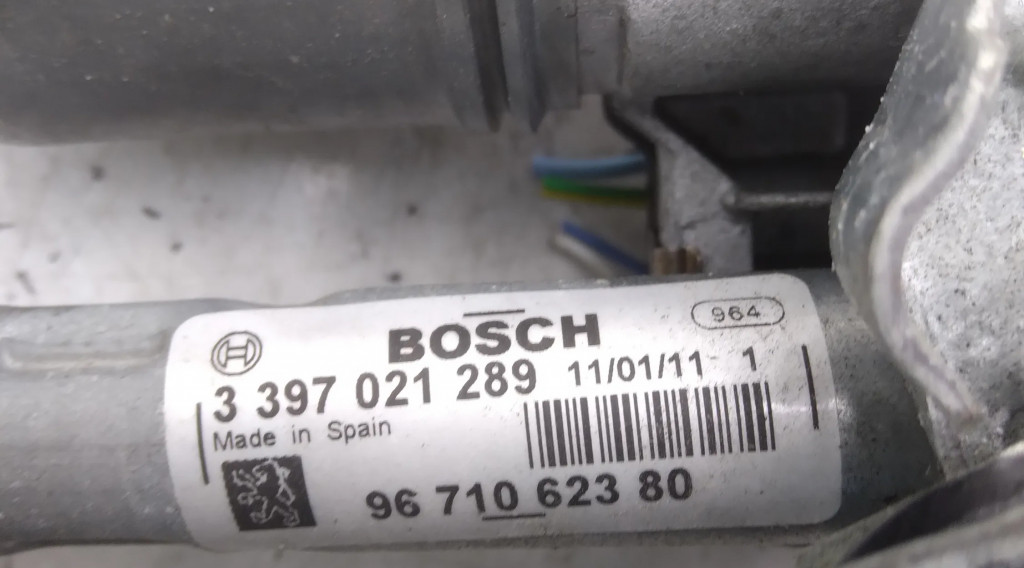 964
BOSCH
3 397 021 289 11/01/11 1
Made in Spain
96 710 623 80